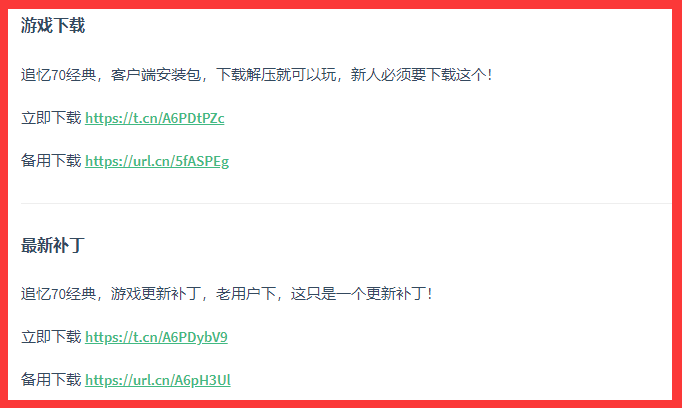 游戏下载
追忆70经典，客户端安装包，下载解压就可以玩，新人必须要下载这个！
立即下载 https://t.cn/A6PDtPZc
备用下载 https://url.cn/5fASPEg
最新补丁
追忆70经典，游戏更新补丁，老用户下，这只是一个更新补丁！
立即下载 https://t.cn/A6PDybV9
备用下载 https://url.cn/A6pH3Ul